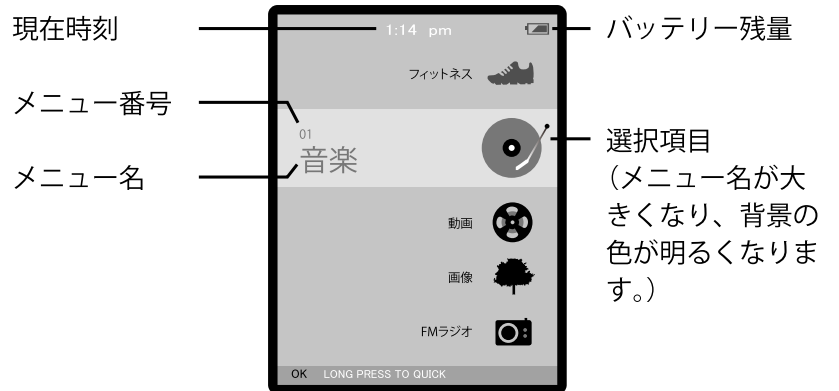 現在時刻
1:14 pm
バッテリー残量
フィットネス
メニュー番号
01
音楽
メニュー名
選択項目
（メニュー名が大
きくなり、背景の
色が明るくなりま
す。）
動画
画像
FMラジオ
OK LONG PRESS TO QUICK